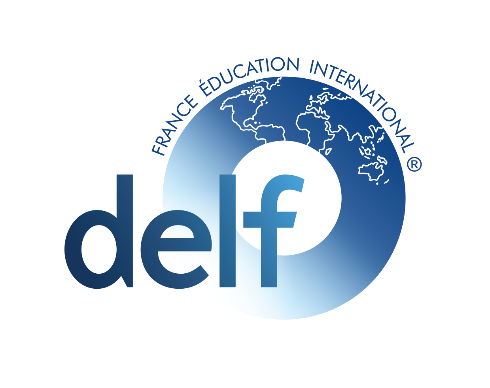 FRANCE ÉDUCATION INTERNATIONAL®
delf